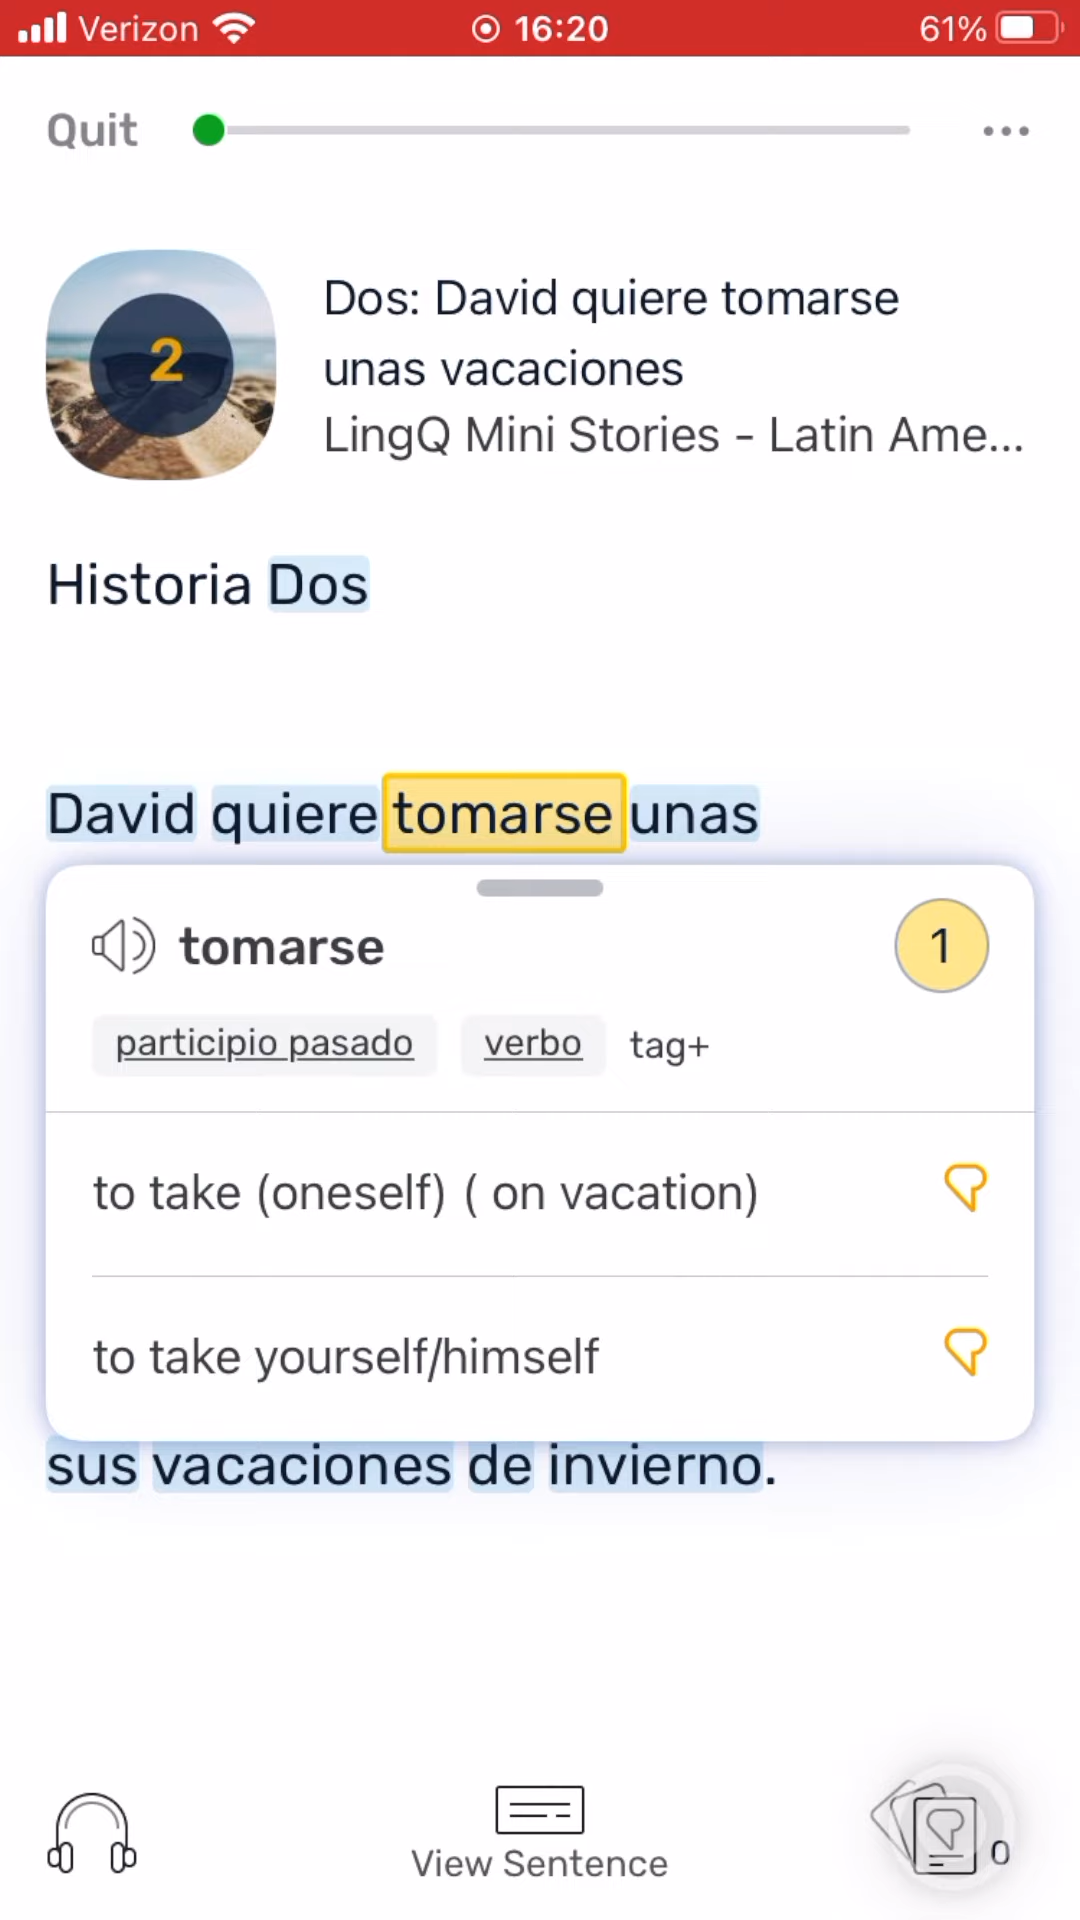 Verizon 16:20 61%
Quit
2
Dos: David quiere tomarse
unas vacaciones
LingQ Mini Stories - Latin Ame...
Historia Dos
David quiere tomarse unas
tomarse 1
participio pasado verbo tag+
to take (oneself) ( on vacation)
to take yourself/himself
sus vacaciones de invierno.
View Sentence
0